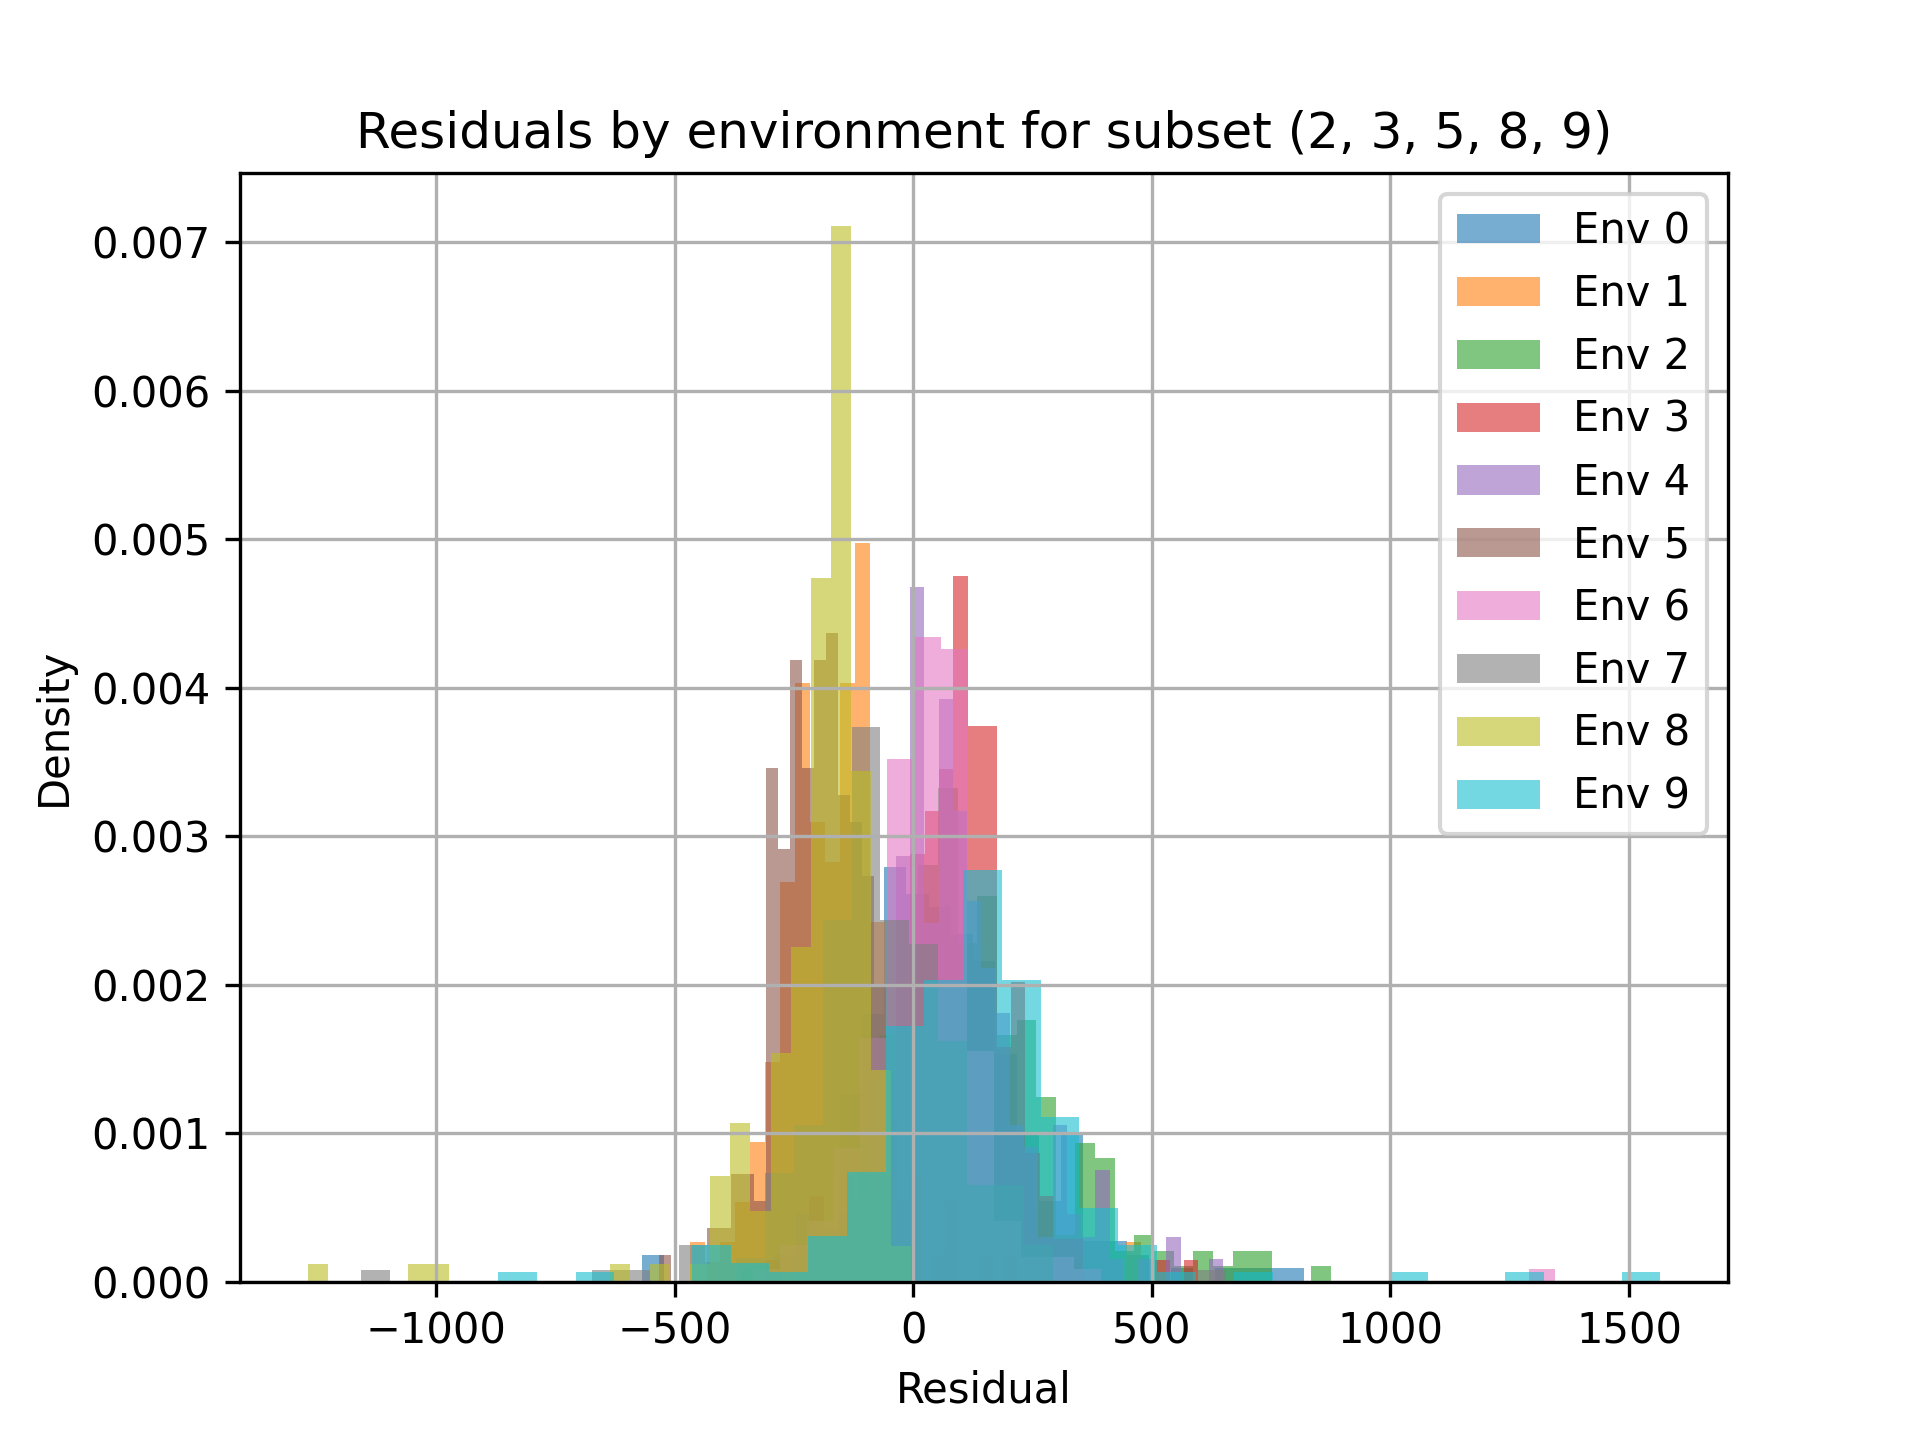 Residuals by environment for subset (2, 3, 5, 8, 9)
0.007
0.006
0.005
0.004
0.003
0.002
0.001
0.000
Density
Env 0
Env 1
Env 2
Env 3
Env 4
Env 5
Env 6
Env 7
Env 8
Env 9
−1000
−500
0
500
1000
1500
Residual